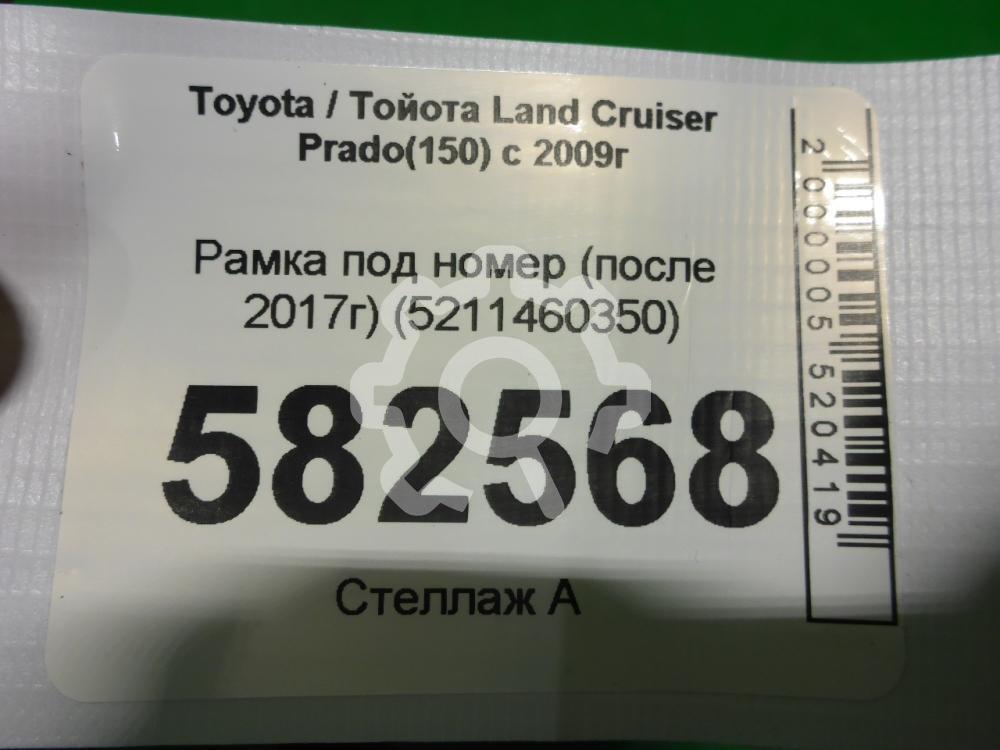 Toyota / Тойота Land Cruiser
Prado(150) с 2009г
Рамка под номер (после
2017г) (5211460350)
582568
Стеллаж А
2 000005 520419